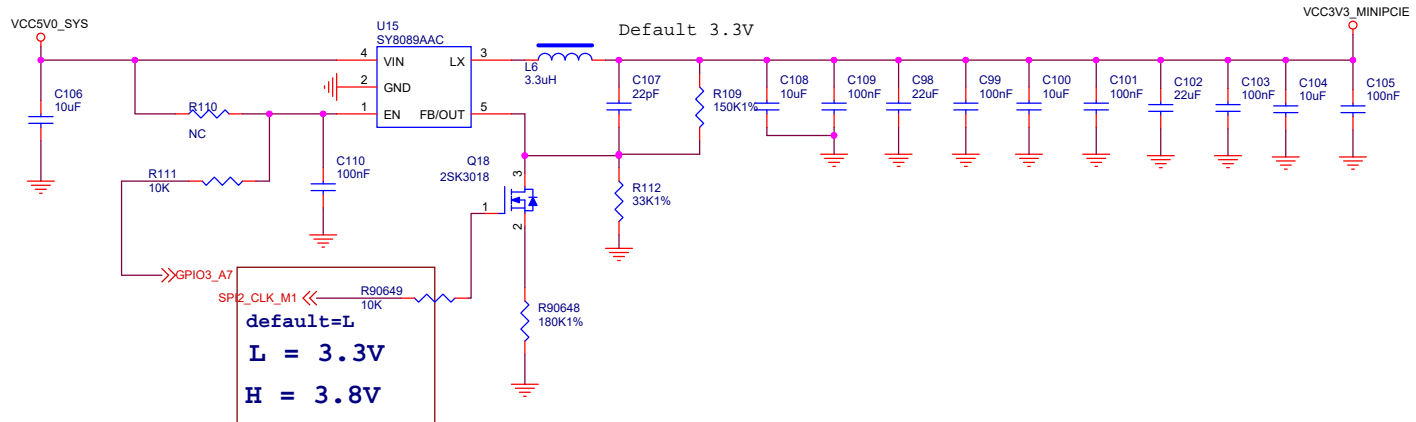 VCC5V0_SYS
VCC3V3_MINIPCIE
U15
SY8089AAC
Default 3.3V
4
VIN
LX
3
2
GND
1
EN
FB/OUT
5
L6
3.3uH
C106
10uF
R110
NC
C107
22pF
R109
150K1%
C108
10uF
C109
100nF
C98
22uF
C99
100nF
C100
10uF
C101
100nF
C102
22uF
C103
100nF
C104
10uF
C105
100nF
R111
10K
C110
100nF
Q18
2SK3018
3
1
2
R112
33K1%
GPIO3_A7
SPI2_CLK_M1
R90649
10K
R90648
180K1%
default=L
L = 3.3V
H = 3.8V